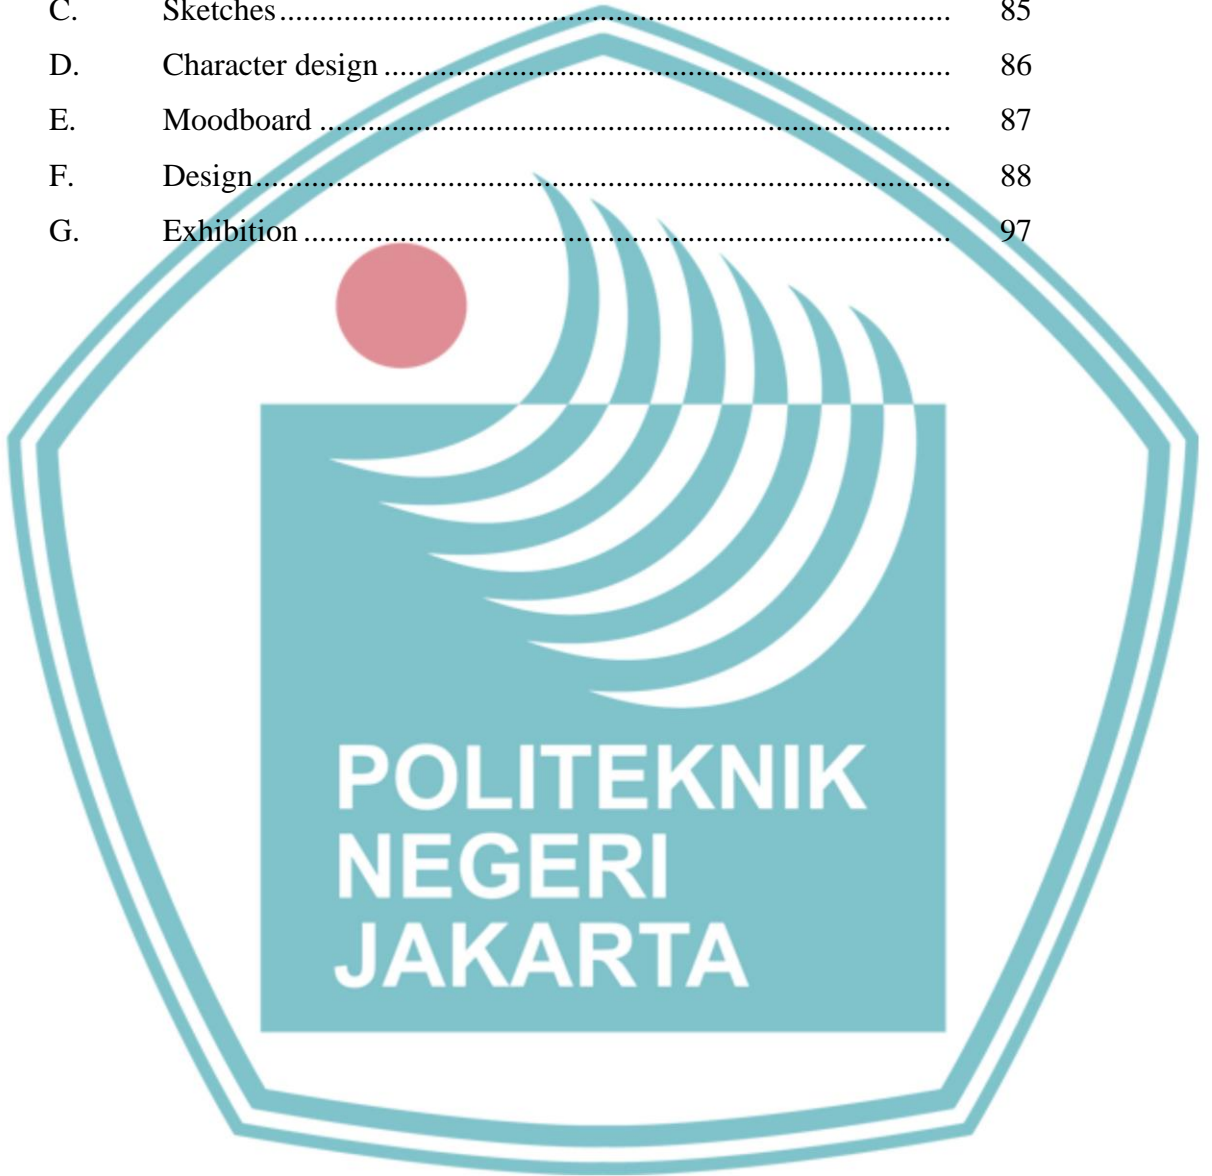 C. Sketches.................................................................................... 85
D. Character design ....................................................................... 86
E. Moodboard ............................................................................... 87
F. Design....................................................................................... 88
G. Exhibition ................................................................................. 97
POLITEKNIK
NEGERI
JAKARTA